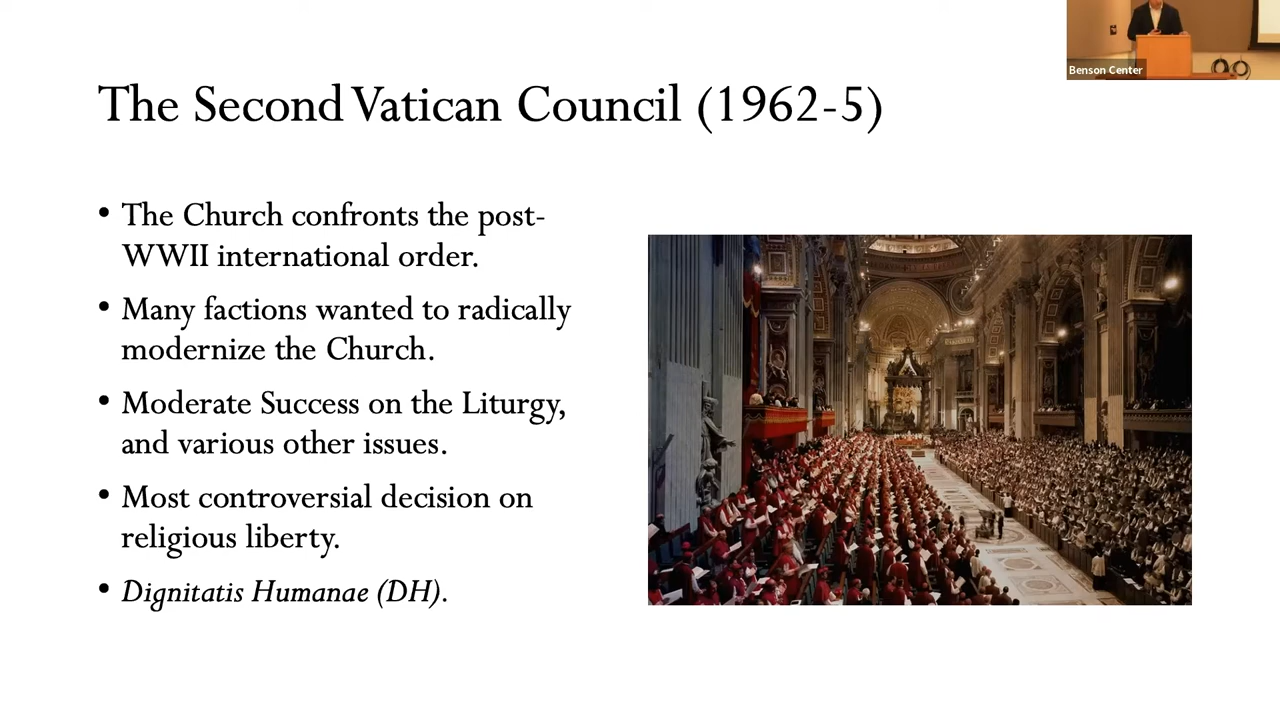 Benson Center
The Second Vatican Council (1962-5)
• The Church confronts the post-
WWII international order.
• Many factions wanted to radically
modernize the Church.
• Moderate Success on the Liturgy,
and various other issues.
• Most controversial decision on
religious liberty.
• Dignitatis Humanae (DH).